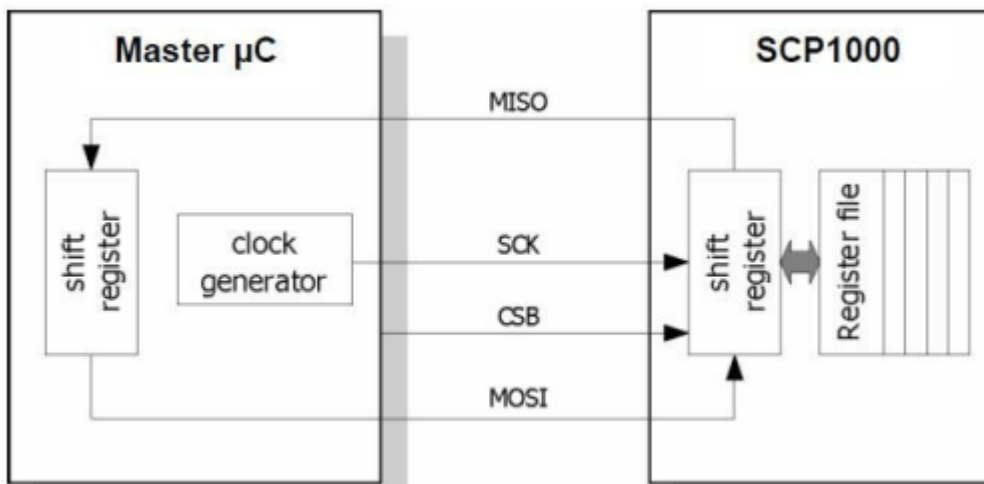 Master µC
SCP1000
MISO
shift
register
clock
generator
SCK
CSB
MOSI
shift
register
Register file